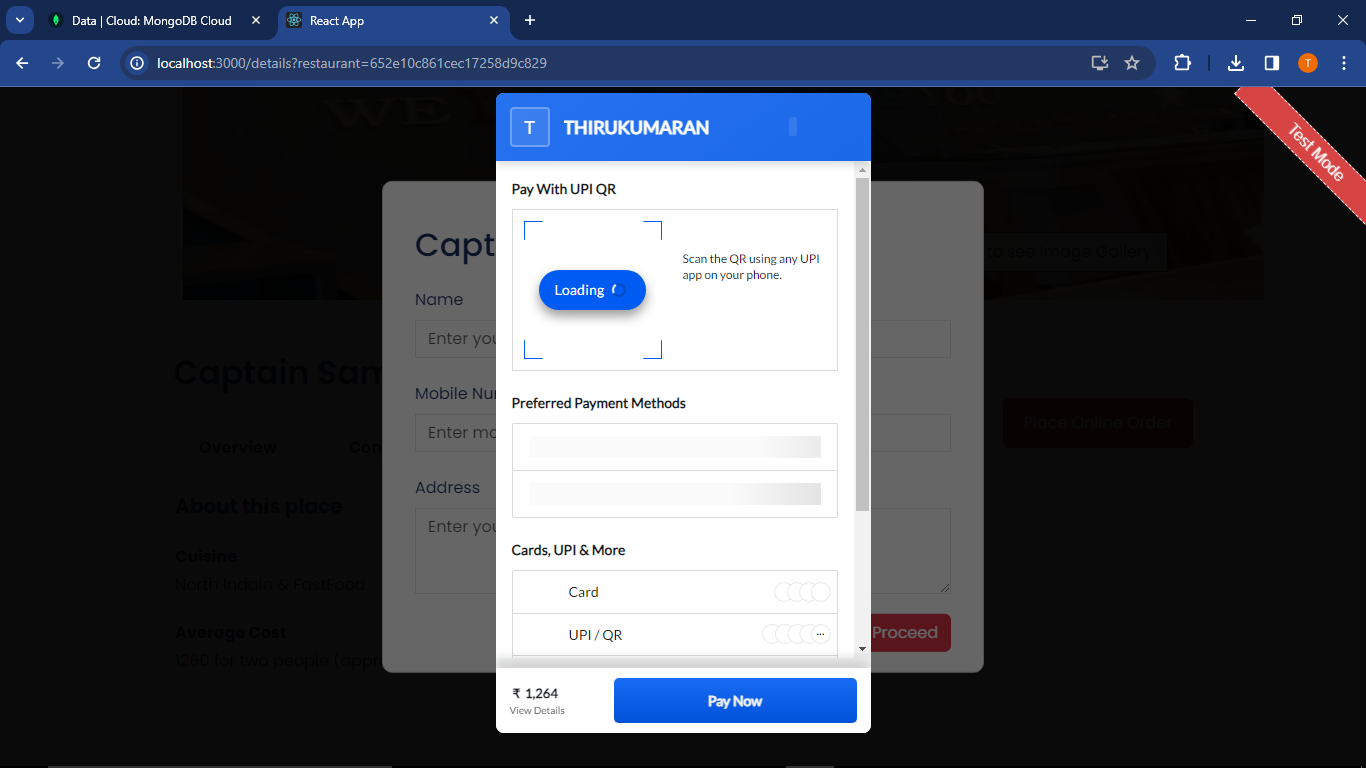 Data | Cloud: MongoDB Cloud
React App
localhost:3000/details?restaurant=652e10c861cec17258d9c829
T
WE
YOU
T THIRUKUMARAN
Test Mode
Pay With UPI QR
Scan the QR using any UPI
app on your phone.
Loading
Capt
to see Image Gallery
Name
Enter you
Captain Sam
Mobile Nu
Enter mo
Place Online Order
Preferred Payment Methods
Overview
Con
Address
Enter you
About this place
Cuisine
North Indain & FastFood
Average Cost
1260 for two people (appr
Cards, UPI & More
Card
UPI / QR
...
Proceed
₹ 1,264
View Details
Pay Now